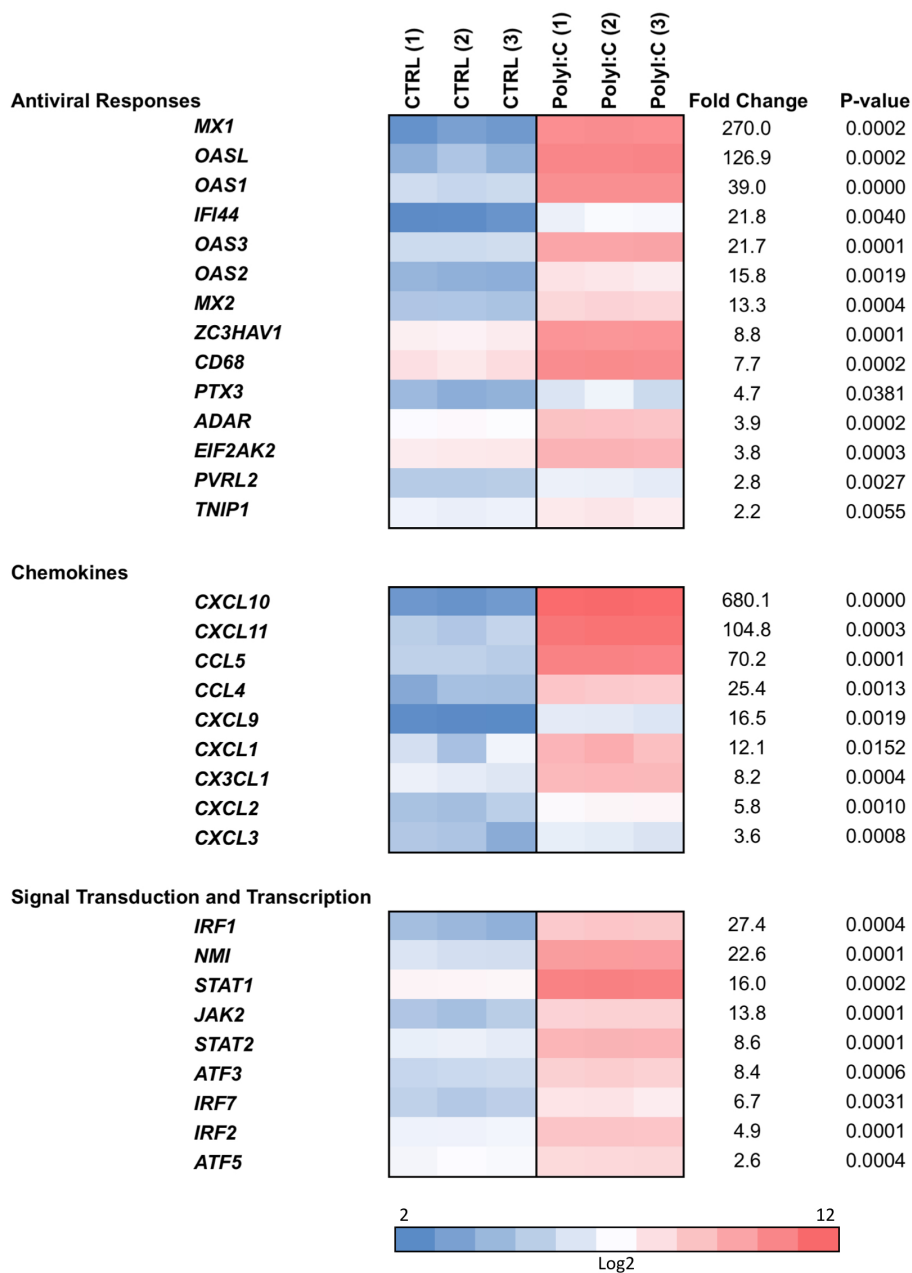 CTRL (1) CTRL (2) CTRL (3) PolyI:C (1) PolyI:C (2) PolyI:C (3)
Antiviral Responses Fold Change P-value
MX1 270.0 0.0002
OASL 126.9 0.0002
OAS1 39.0 0.0000
IFI44 21.8 0.0040
OAS3 21.7 0.0001
OAS2 15.8 0.0019
MX2 13.3 0.0004
ZC3HAV1 8.8 0.0001
CD68 7.7 0.0002
PTX3 4.7 0.0381
ADAR 3.9 0.0002
EIF2AK2 3.8 0.0003
PVRL2 2.8 0.0027
TNIP1 2.2 0.0055
Chemokines
CXCL10 680.1 0.0000
CXCL11 104.8 0.0003
CCL5 70.2 0.0001
CCL4 25.4 0.0013
CXCL9 16.5 0.0019
CXCL1 12.1 0.0152
CX3CL1 8.2 0.0004
CXCL2 5.8 0.0010
CXCL3 3.6 0.0008
Signal Transduction and Transcription
IRF1 27.4 0.0004
NMI 22.6 0.0001
STAT1 16.0 0.0002
JAK2 13.8 0.0001
STAT2 8.6 0.0001
ATF3 8.4 0.0006
IRF7 6.7 0.0031
IRF2 4.9 0.0001
ATF5 2.6 0.0004
2 12
Log2